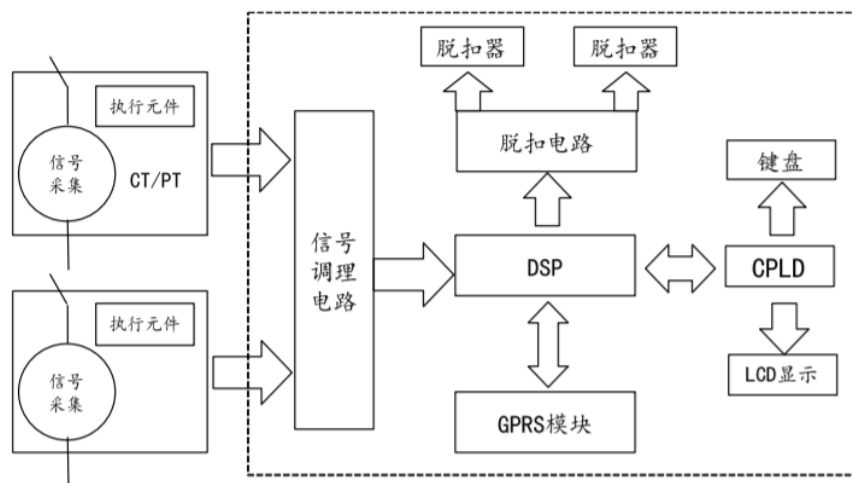 脱扣器
脱扣器
执行元件
信号
采集
CT/PT
脱扣电路
键盘
信号
调理
电路
DSP
CPLD
执行元件
信号
采集
GPRS模块
LCD显示